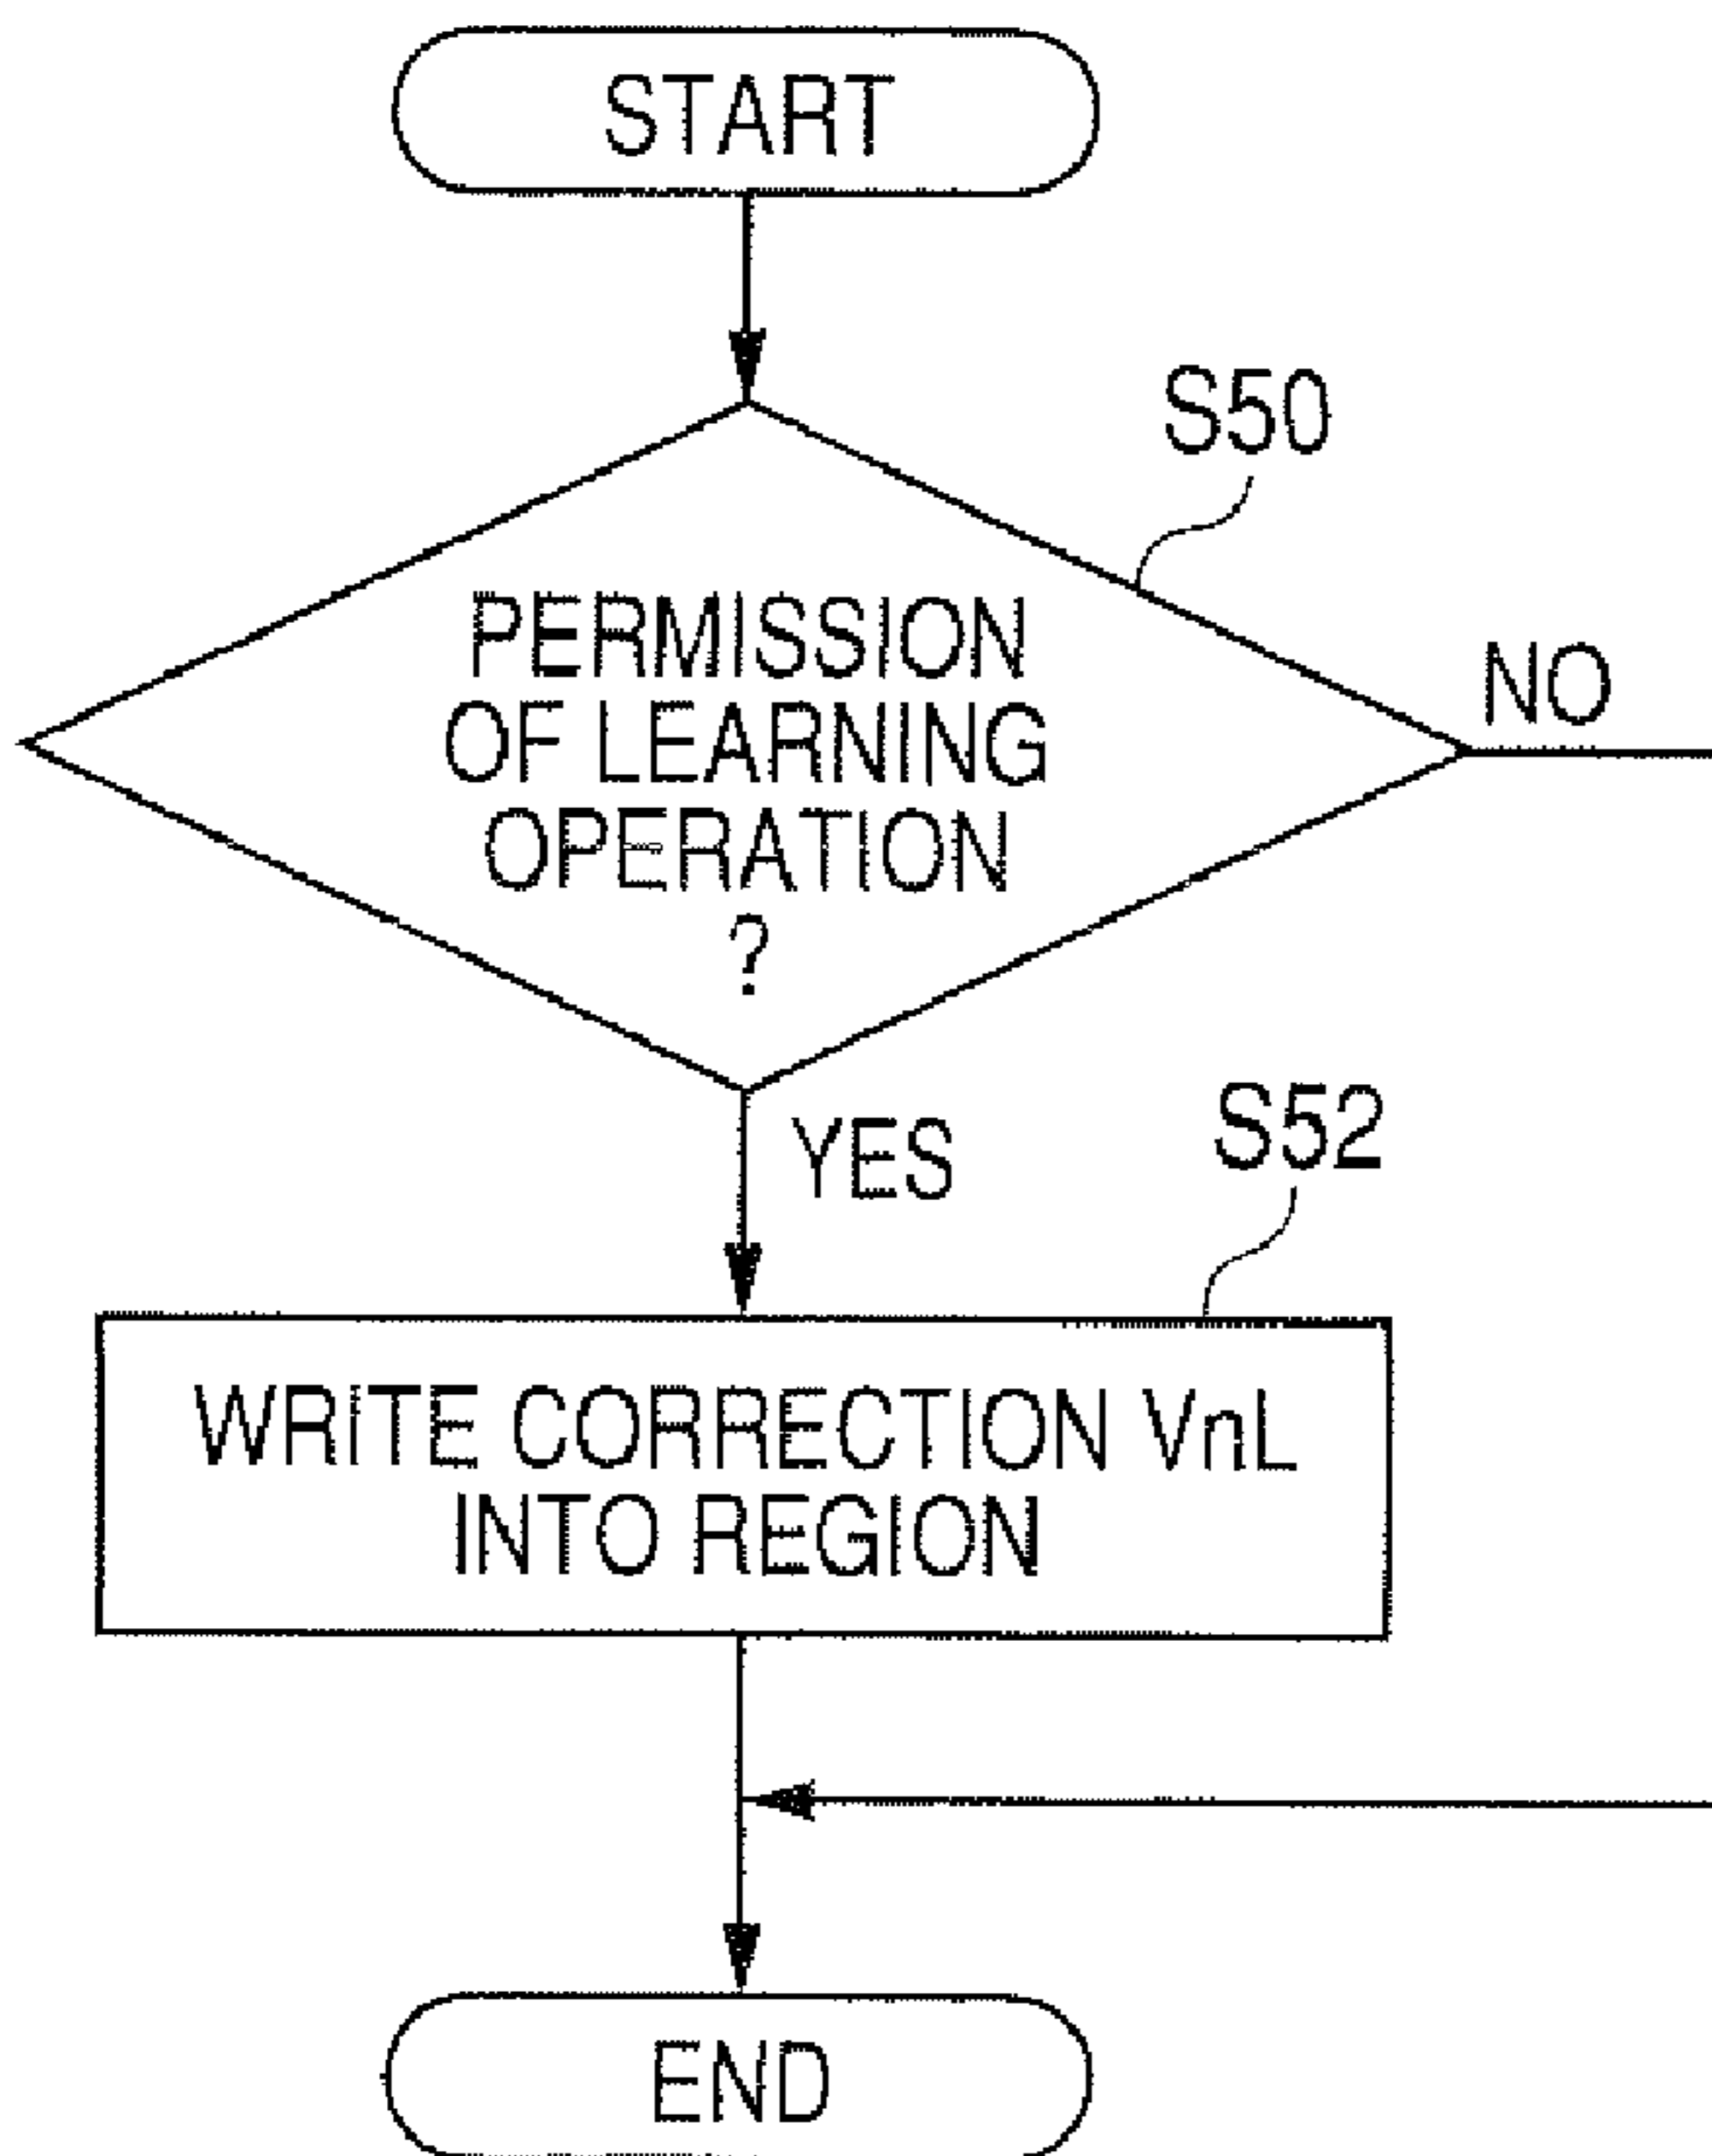 START
S50
PERMISSION
OF LEARNING
OPERATION
?
NO
YES
S52
WRITE CORRECTION VnL
INTO REGION
END